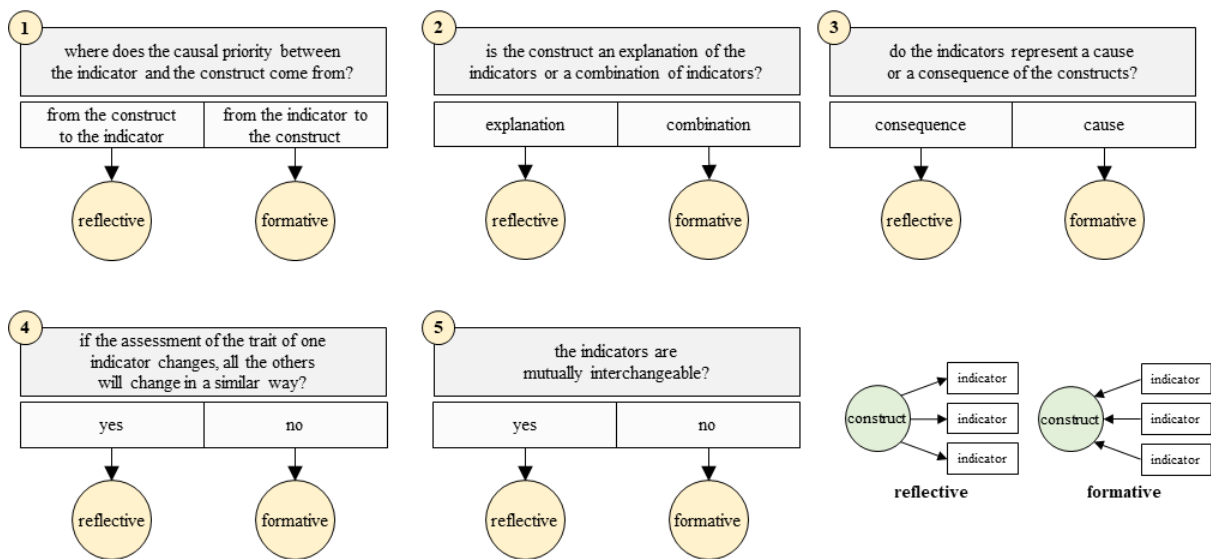 1
where does the causal priority between
the indicator and the construct come from?
from the construct
to the indicator
from the indicator to
the construct
reflective
formative
2
is the construct an explanation of the
indicators or a combination of indicators?
explanation
combination
reflective
formative
3
do the indicators represent a cause
or a consequence of the constructs?
consequence
cause
reflective
formative
4
if the assessment of the trait of one
indicator changes, all the others
will change in a similar way?
yes
no
reflective
formative
5
the indicators are
mutually interchangeable?
yes
no
reflective
formative
construct
indicator
indicator
indicator
reflective
construct
indicator
indicator
indicator
formative